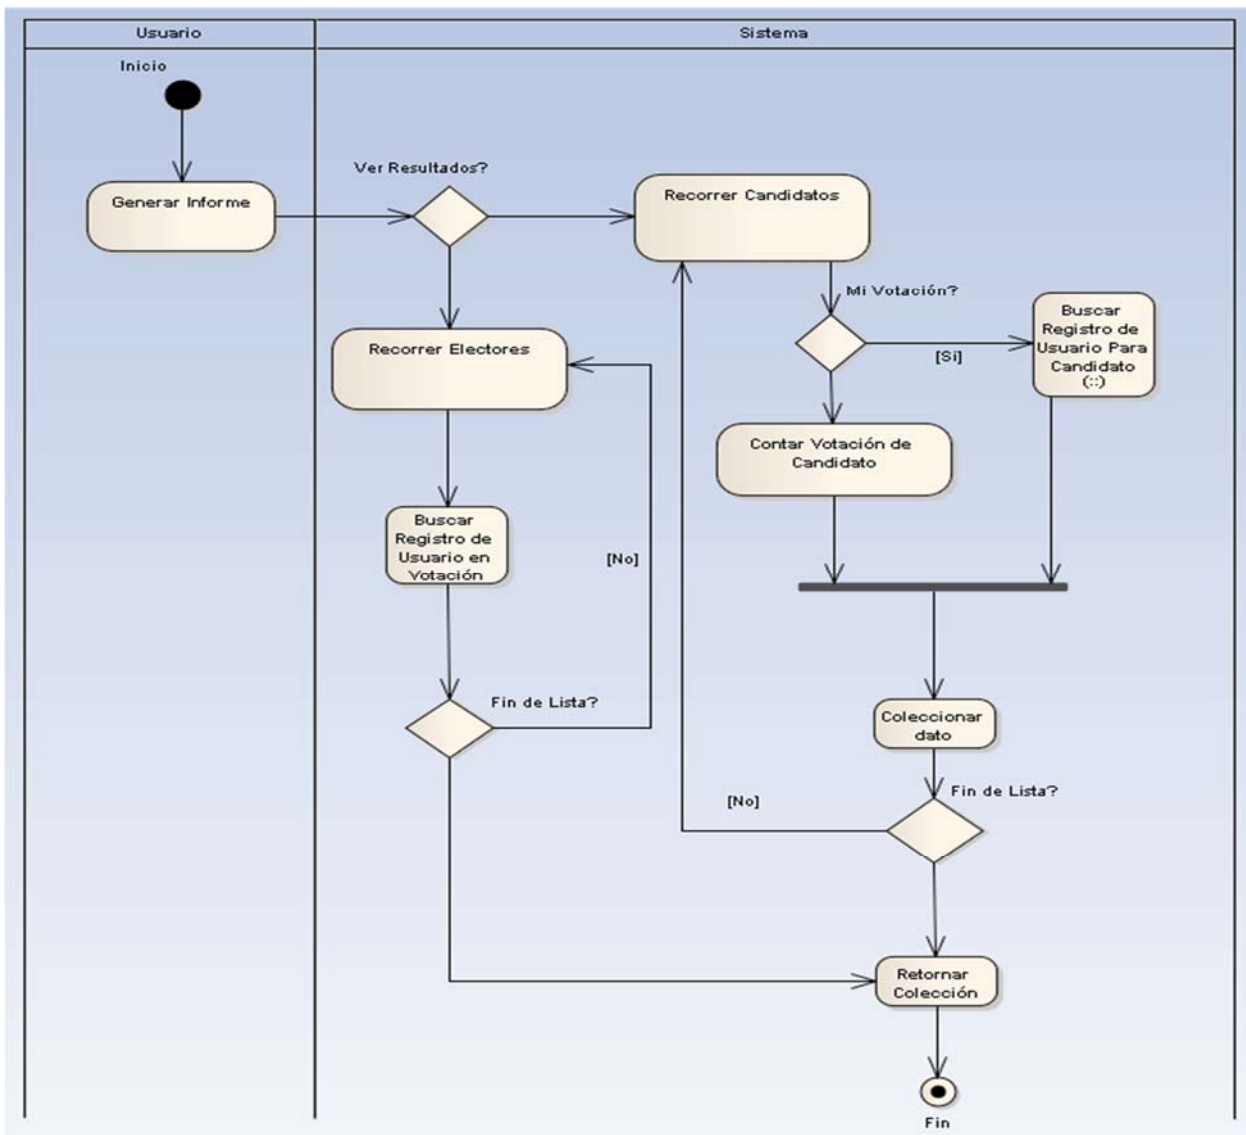 Usuario
Sistema
Inicio
Ver Resultados?
Generar Informe
Recorrer Candidatos
Mi Votación?
Buscar
Registro de
Usuario Para
Candidato
(::)
[Si]
Recorrer Electores
Contar Votación de
Candidato
Buscar
Registro de
Usuario en
Votación
[No]
Fin de Lista?
Coleccionar
dato
Fin de Lista?
[No]
Retornar
Colección
Fin